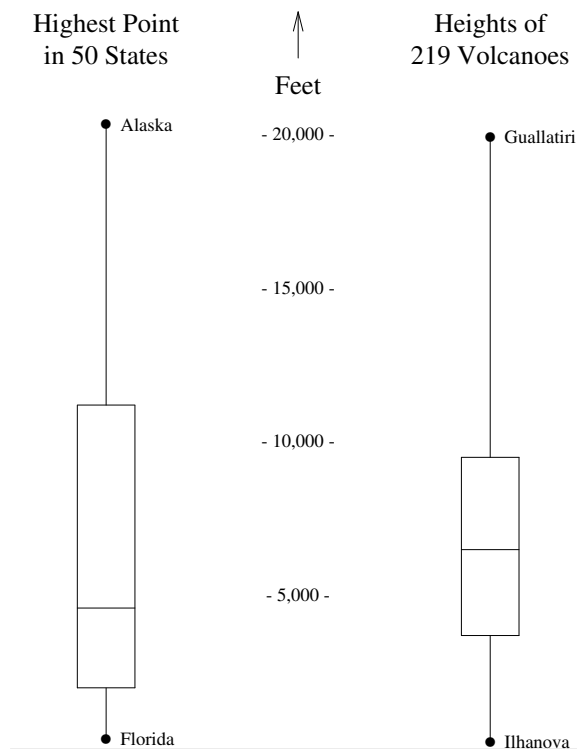 Highest Point
in 50 States
Feet
Heights of
219 Volcanoes
Alaska
- 20,000 -
Guallatiri
- 15,000 -
- 10,000 -
- 5,000 -
Florida
Ilhanova